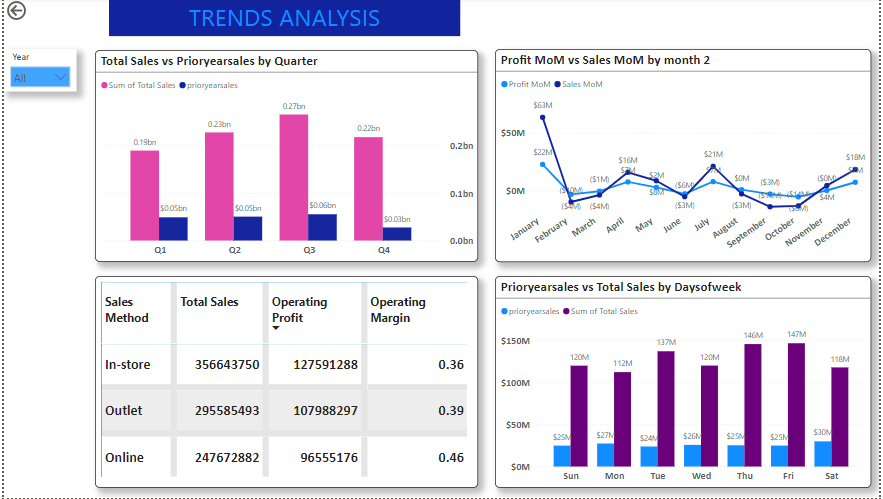 TRENDS ANALYSIS
Year
All
Total Sales vs Prioryearsales by Quarter
Sum of Total Sales prioryearsales
0.19bn
0.23bn
0.27bn
0.22bn
$0.05bn
$0.05bn
$0.06bn
$0.03bn
0.2bn
0.1bn
0.0bn
Q1 Q2 Q3 Q4
Profit MoM vs Sales MoM by month 2
Profit MoM Sales MoM
$50M
$0M
$63M
$22M
($4M)
($1M)
($4M)
$16M
$2M
($6M)
($3M)
$21M
$0M
($3M)
($3M)
($0M)
$4M
$18M
January
February
March
April
May
June
July
August
September
October
November
December
Sales Method Total Sales Operating Profit Operating Margin
In-store 356643750 127591288 0.36
Outlet 295585493 107988297 0.39
Online 247672882 96555176 0.46
Prioryearsales vs Total Sales by Daysofweek
prioryearsales Sum of Total Sales
$150M
$100M
$50M
$0M
120M
112M
137M
120M
146M
147M
118M
$25M
$27M
$24M
$26M
$25M
$25M
$30M
Sun Mon Tue Wed Thu Fri Sat